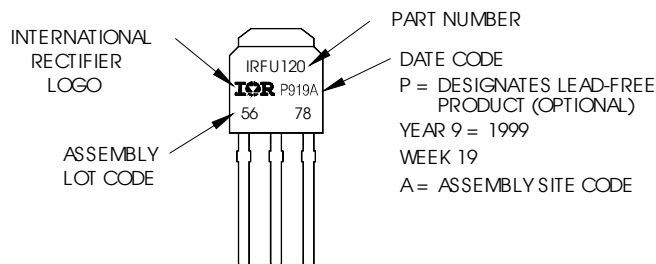 INTERNATIONAL
RECTIFIER
LOGO
ASSEMBLY
LOT CODE
IRFU120
IOR P919A
56 78
PART NUMBER
DATE CODE
P = DESIGNATES LEAD-FREE
PRODUCT (OPTIONAL)
YEAR 9 = 1999
WEEK 19
A = ASSEMBLY SITE CODE